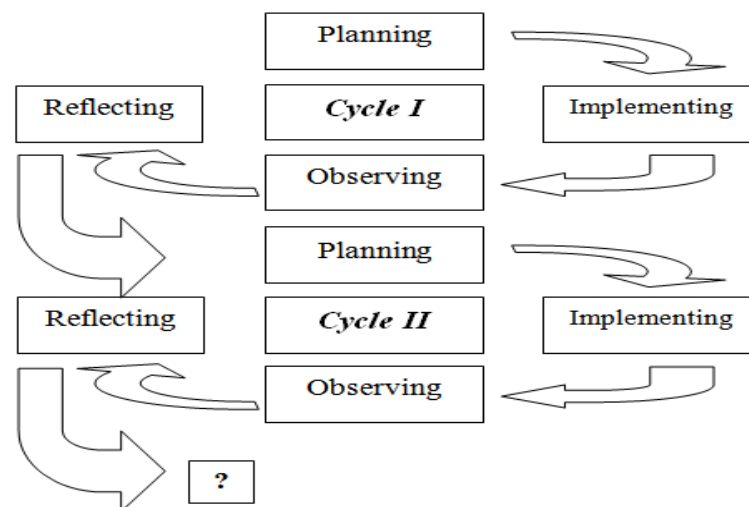 Planning
Reflecting
Cycle I
Implementing
Observing
Planning
Reflecting
Cycle II
Implementing
Observing
?